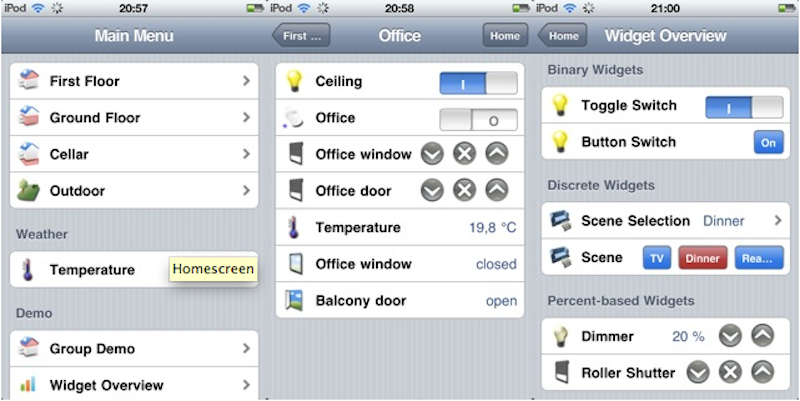 iPod 20:57
Main Menu
First Floor
Ground Floor
Cellar
Outdoor
Weather
Temperature
Homescreen
Demo
Group Demo
Widget Overview
iPod 20:58
First ... Office Home
Ceiling I
Office O
Office window
Office door
Temperature 19,8 °C
Office window closed
Balcony door open
iPod 21:00
Home Widget Overview
Binary Widgets
Toggle Switch I
Button Switch On
Discrete Widgets
Scene Selection Dinner
Scene TV Dinner Rea...
Percent-based Widgets
Dimmer 20 %
Roller Shutter